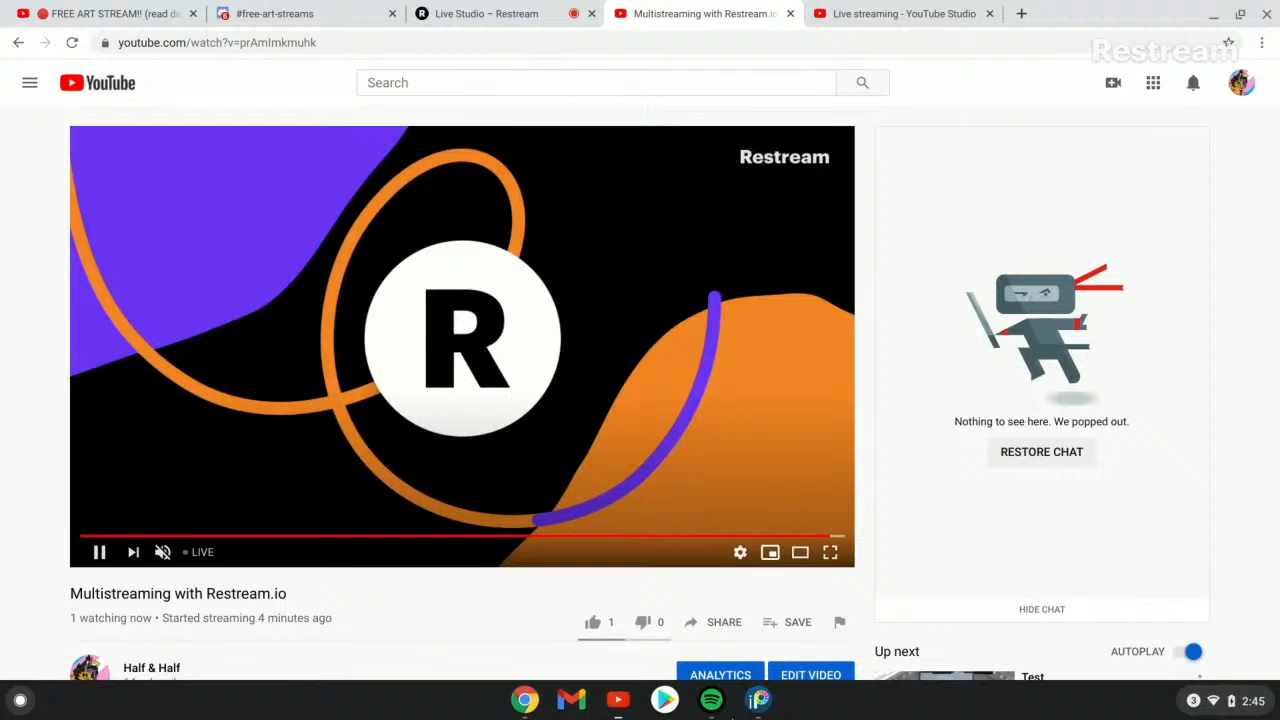 FREE ART STREAM!! (read de
#free-art-streams
Live Studio – Restream
Multistreaming with Restream.io
Live streaming - YouTube Studio
youtube.com/watch?v=prAmImkmuhk
Restream
YouTube
Search
Restream
R
Nothing to see here. We popped out.
RESTORE CHAT
LIVE
HIDE CHAT
Multistreaming with Restream.io
1 watching now • Started streaming 4 minutes ago
1
0
SHARE
SAVE
Up next
AUTOPLAY
Half & Half
ANALYTICS
EDIT VIDEO
Test
3
2:45